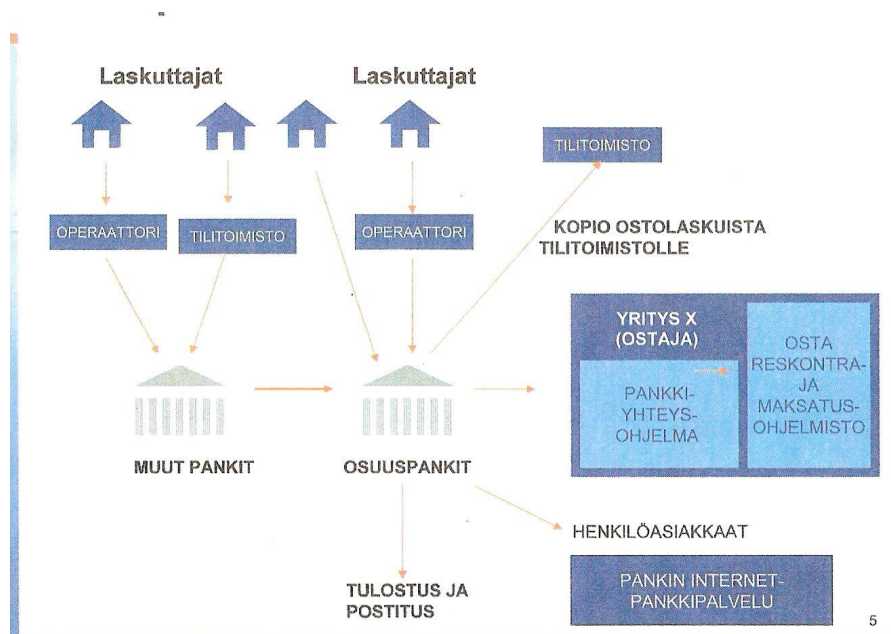 Laskuttajat
Laskuttajat
TILITOIMISTO
OPERAATTORI
TILITOIMISTO
OPERAATTORI
KOPIO OSTOLASKUISTA
TILITOIMISTOLLE
YRITYS X
(OSTAJA)
PANKKI-
YHTEYS-
OHJELMA
OSTA
RESKONTRA-
JA
MAKSATUS-
OHJELMISTO
MUUT PANKIT
OSUUSPANKIT
HENKILÖASIAKKAAT
PANKIN INTERNET-
PANKKIPALVELU
TULOSTUS JA
POSTITUS
5